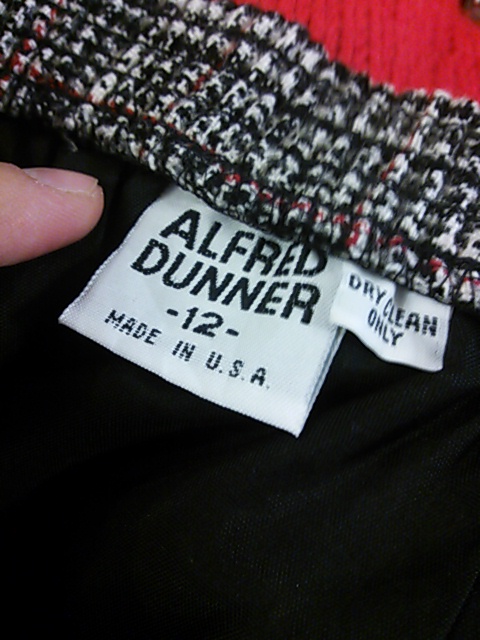 ALFRED
DUNNER
-12-
MADE IN U.S.A.
DRY CLEAN
ONLY